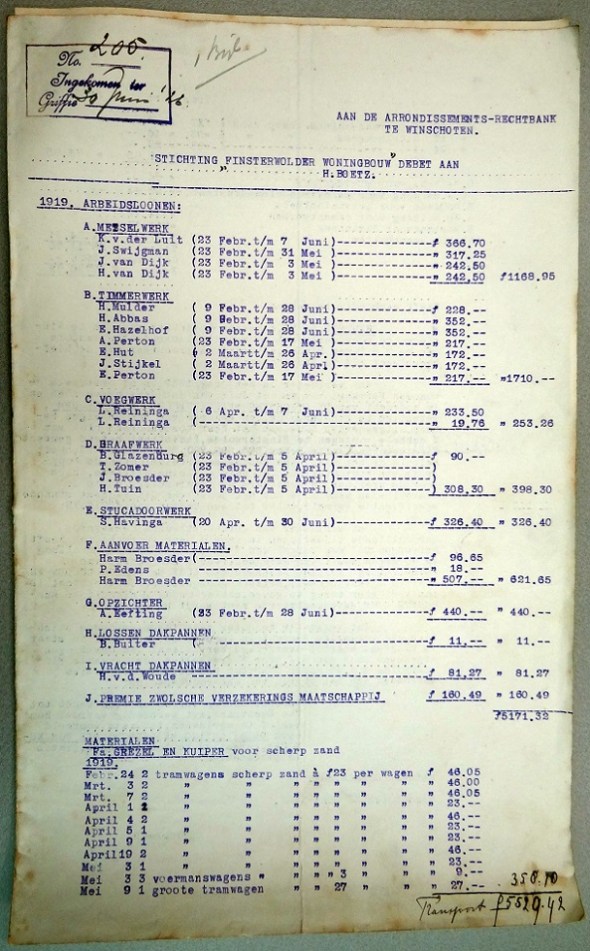 No. 205.
Ingekomen ter
Griffie 30 Juni '26
AAN DE ARRONDISSEMENTS-RECHTBANK
TE WINSCHOTEN.
STICHTING FINSTERWOLDER WONINGBOUW DEBET AAN
" H.BOETZ.
1919. ARBEIDSLOONEN:
A.METSELWERK
K.v.der Luit (23 Febr.t/m 7 Juni)---------------f 366.70
J.Swijgman (23 Febr.t/m 31 Mei )---------------" 317.25
J.van Dijk (23 Febr.t/m 3 Mei )---------------" 242.50
H.van Dijk (23 Febr.t/m 3 Mei )---------------" 242,50 f1168.95
B.TIMMERWERK
H.Mulder ( 9 Febr.t/m 28 Juni)---------------f 228.--
H.Abbas ( 9 Febr.t/m 28 Juni)---------------" 352.--
E.Hazelhof ( 9 Febr.t/m 28 Juni)---------------" 352.--
A.Perton (23 Febr.t/m 17 Mei )---------------" 217.--
E.Hut ( 2 Maartt/m 26 Apr.)---------------" 172.--
J.Stijkel ( 2 Maartt/m 26 Aprl)---------------" 172.--
E.Perton (23 Febr.t/m 17 Mei )---------------" 217.-- "1710.--
C.VOEGWERK
L.Reininga ( 6 Apr. t/m 7 Juni)---------------" 233.50
L.Reininga (---------------" 19,76 " 253.26
D.GRAAFWERK
B.Glazenburg (23 Febr.t/m 5 April)---------------f 90.--
T.Zomer (23 Febr.t/m 5 April)---------------)
J.Broesder (23 Febr.t/m 5 April)---------------)
H.Tuin (23 Febr.t/m 5 April)---------------) 308,30 " 398.30
E.STUCADOORWERK
S.Havinga (20 Apr. t/m 30 Juni)---------------f 326.40 " 326.40
F.AANVOER MATERIALEN.
Harm Broesder(---------------f 96.65
P.Edens ---------------" 18.--
Harm Broesder ---------------" 507.-- " 621.65
G.OPZICHTER
A.Kefting (23 Febr.t/m 28 Juni)---------------f 440.-- " 440.--
H.LOSSEN DAKPANNEN
B.Bulter (---------------f 11.-- " 11.--
I.VRACHT DAKPANNEN
H.v.d.Woude ---------------f 81.27 " 81.27
J.PREMIE ZWOLSCHE VERZEKERINGS MAATSCHAPPIJ f 160.49 " 160.49
f5171.32
MATERIALEN
Fa.GREZEL EN KUIPER voor scherp zand
1919.
Febr.24 2 tramwagens scherp zand à f23 per wagen f 46.05
Mrt. 3 2 " " " " " " " " 46.00
Mrt. 7 2 " " " " " " " " 46.05
April 1 1 " " " " " " " " 23.--
April 4 2 " " " " " " " " 46.--
April 5 1 " " " " " " " " 23.--
April 9 1 " " " " " " " " 23.--
April19 2 " " " " " " " " 46.--
Mei 3 1 " " " " " " " " 23.--
Mei 3 3 voermanswagens " " " 3 " " " 9.--
Mei 9 1 groote tramwagen " " 27 " " " 27.-- 358.10
Transport f5529.42